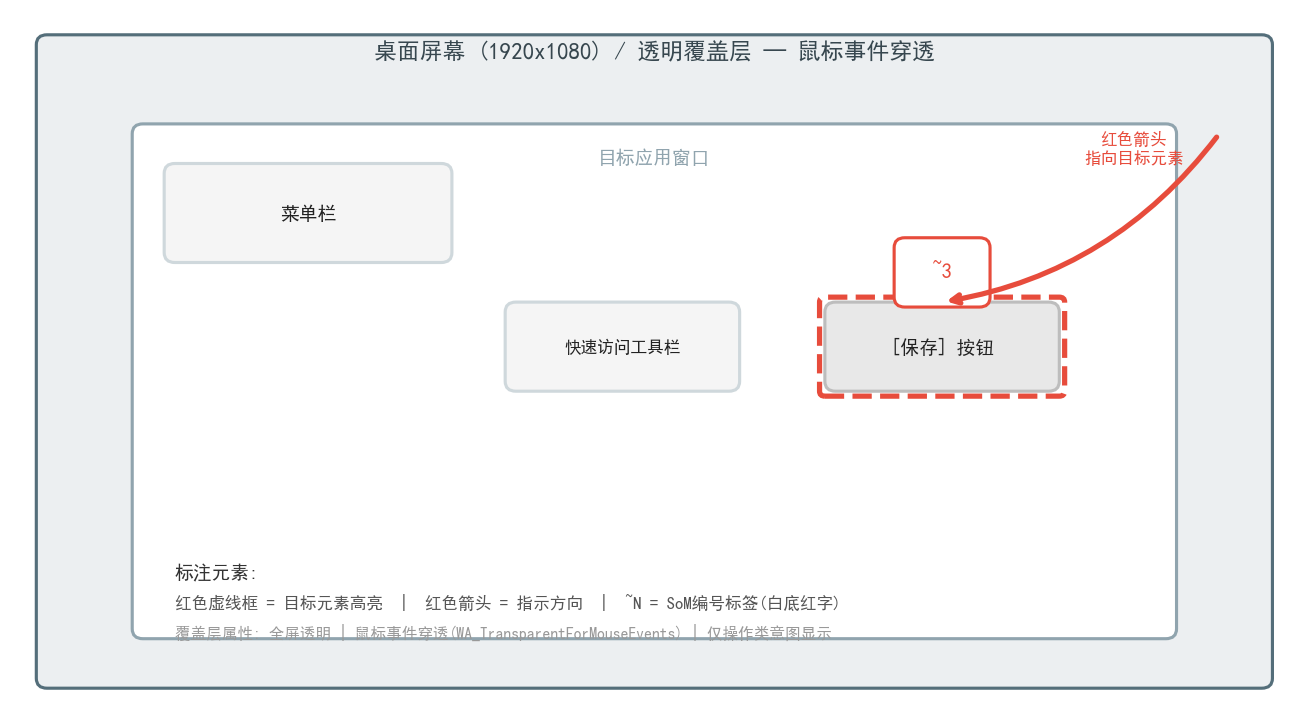 桌面屏幕 (1920x1080) / 透明覆盖层 — 鼠标事件穿透
目标应用窗口
红色箭头
指向目标元素
菜单栏
~3
快速访问工具栏
[保存] 按钮
标注元素:
红色虚线框 = 目标元素高亮 | 红色箭头 = 指示方向 | ~N = SoM编号标签(白底红字)
覆盖层属性: 全屏透明 | 鼠标事件穿透(WA_TransparentForMouseEvents) | 仅操作类意图显示